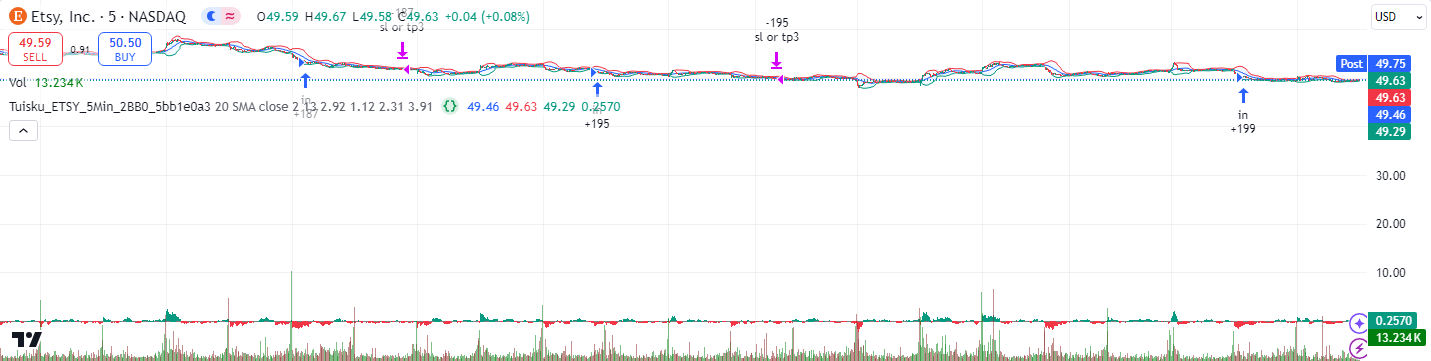 E Etsy, Inc. · 5 · NASDAQ O49.59 H49.67 L49.58 C49.63 +0.04 (+0.08%)
USD
-187
sl or tp3
-195
sl or tp3
49.59
SELL
0.91
50.50
BUY
Vol 13.234K
Tuisku_ETSY_5Min_2BB0_5bb1e0a3 20 SMA close 2 2.92 1.12 2.31 3.91 {} 49.46 49.63 49.29 0.2570
in
+187
in
+195
in
+199
Post 49.75
49.63
49.63
49.46
49.29
30.00
20.00
10.00
0.2570
13.234K